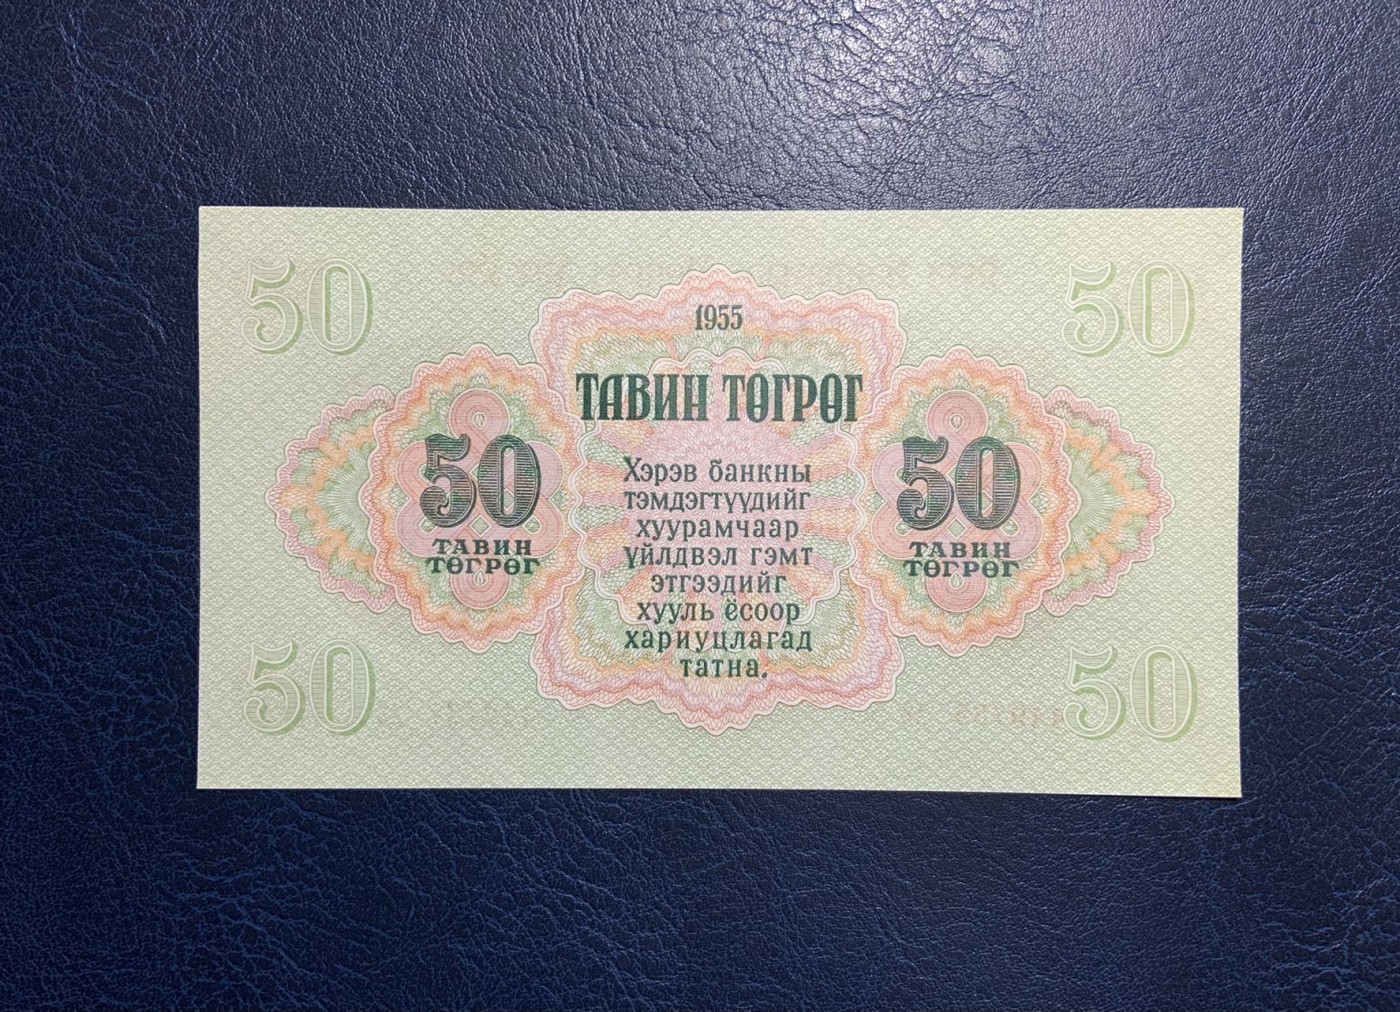 50 50
1955
ТАВИН ТӨГРӨГ
50 50
ТАВИН ТАВИН
ТӨГРӨГ ТӨГРӨГ
Хэрэв банкны
тэмдэгтүүдийг
хуурамчаар
үйлдвэл гэмт
этгээдийг
хууль ёсоор
хариуцлагад
татна.
50 50